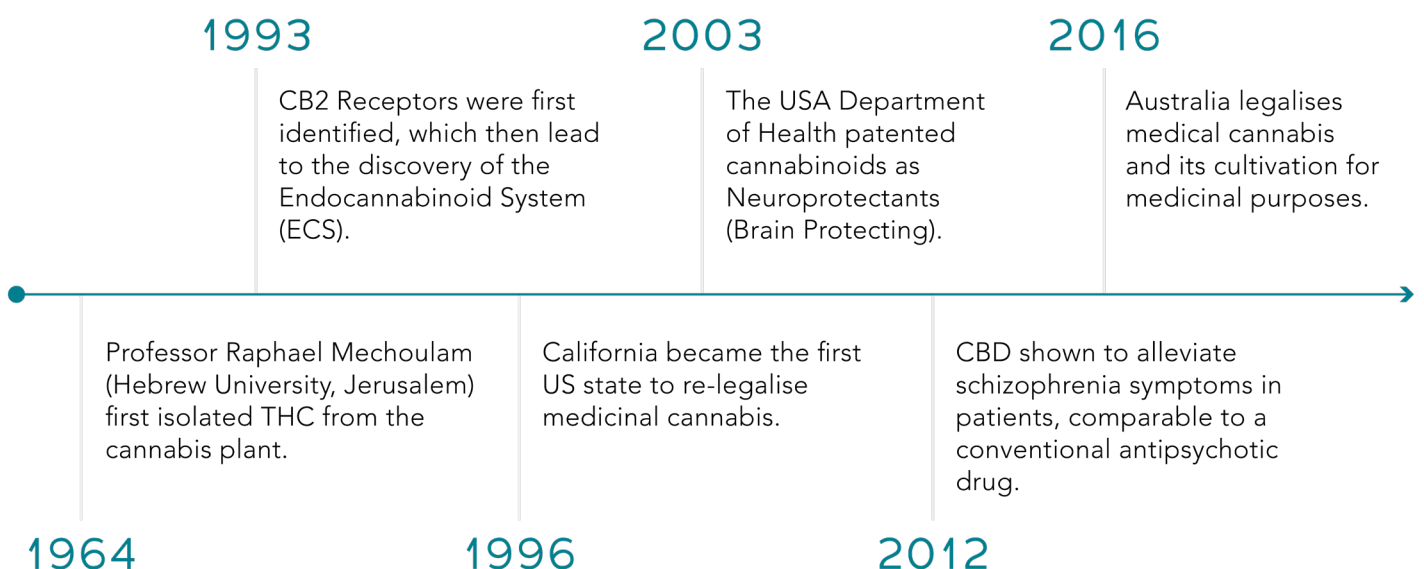 1993
CB2 Receptors were first
identified, which then lead
to the discovery of the
Endocannabinoid System
(ECS).
2003
The USA Department
of Health patented
cannabinoids as
Neuroprotectants
(Brain Protecting).
2016
Australia legalises
medical cannabis
and its cultivation for
medicinal purposes.
Professor Raphael Mechoulam
(Hebrew University, Jerusalem)
first isolated THC from the
cannabis plant.
1964
California became the first
US state to re-legalise
medicinal cannabis.
1996
CBD shown to alleviate
schizophrenia symptoms in
patients, comparable to a
conventional antipsychotic
drug.
2012